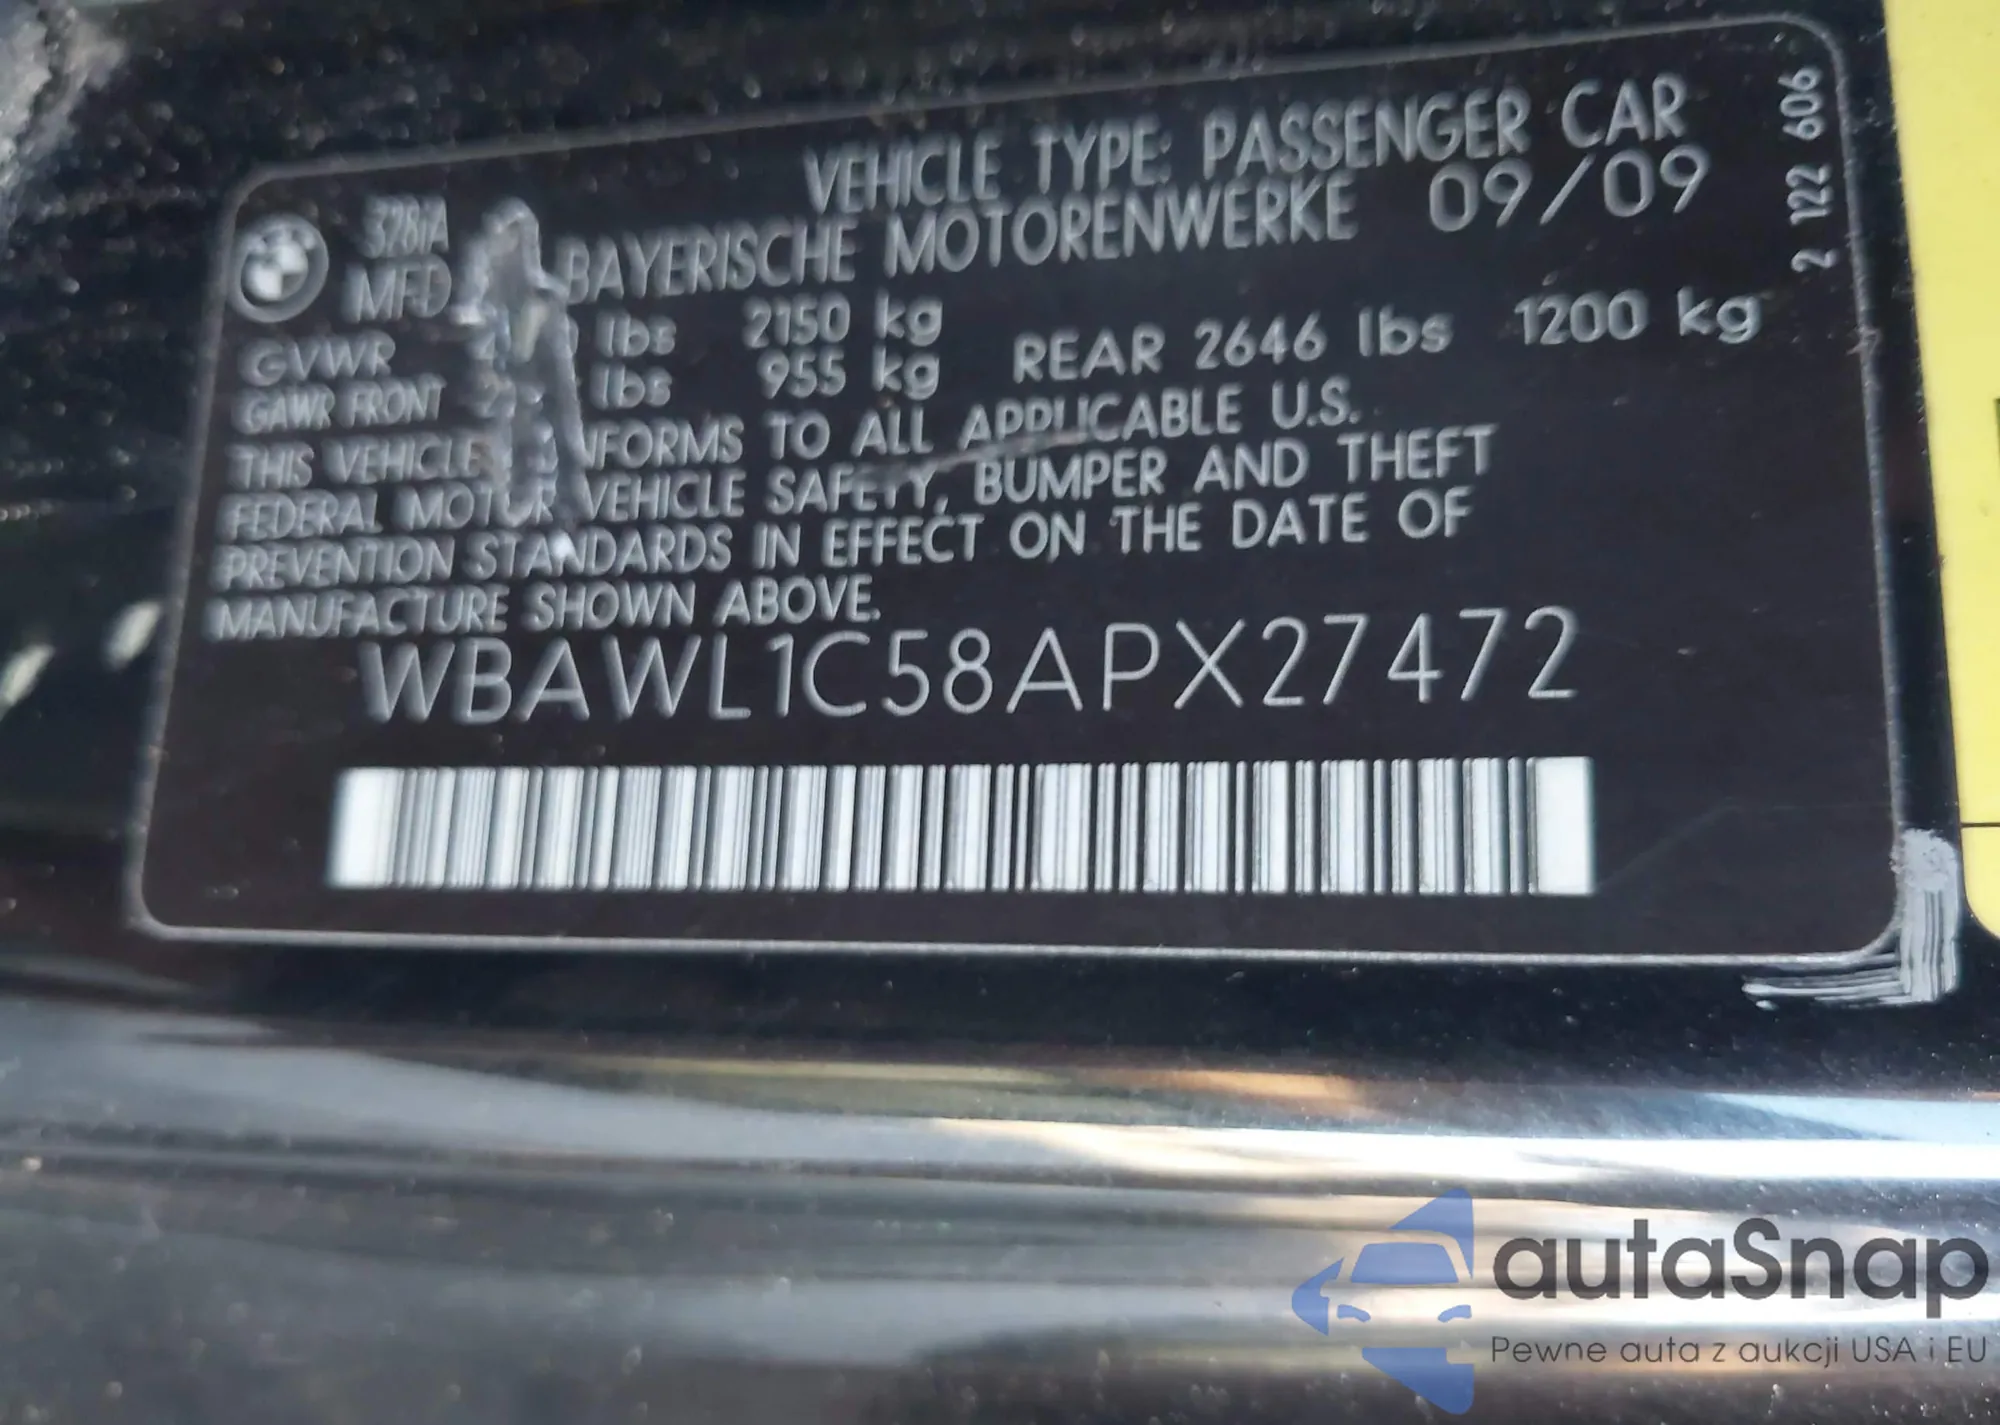 VEHICLE TYPE: PASSENGER CAR
328iA
MFD BAYERISCHE MOTORENWERKE 09/09
GVWR lbs 2150 kg
GAWR FRONT lbs 955 kg REAR 2646 lbs 1200 kg
THIS VEHICLE TO ALL APPLICABLE U.S.
FEDERAL MOTOR VEHICLE SAFETY, BUMPER AND THEFT
PREVENTION STANDARDS IN EFFECT ON THE DATE OF
MANUFACTURE SHOWN ABOVE.
WBAWL1C58APX27472
2 122 606
autaSnap
Pewne auta z aukcji USA i EU